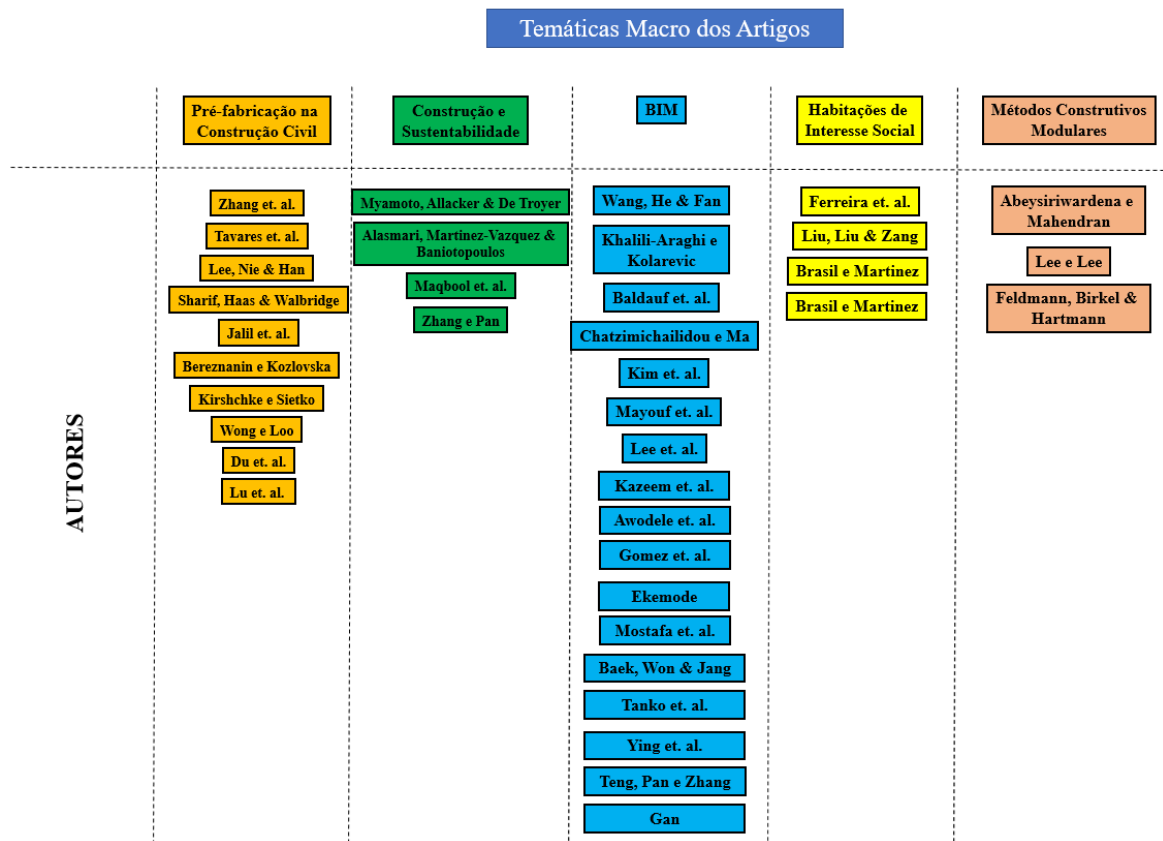 Temáticas Macro dos Artigos
Pré-fabricação na
Construção Civil
Construção e
Sustentabilidade
BIM
Habitações de
Interesse Social
Métodos Construtivos
Modulares
AUTORES
Zhang et. al.
Tavares et. al.
Lee, Nie & Han
Sharif, Haas & Walbridge
Jalil et. al.
Bereznanin e Kozlovska
Kirshchke e Sietko
Wong e Loo
Du et. al.
Lu et. al.
Myamoto, Allacker & De Troyer
Alasmari, Martinez-Vazquez &
Baniotopoulos
Maqbool et. al.
Zhang e Pan
Wang, He & Fan
Khalili-Araghi e
Kolarevic
Baldauf et. al.
Chatzimichailidou e Ma
Kim et. al.
Mayouf et. al.
Lee et. al.
Kazeem et. al.
Awodele et. al.
Gomez et. al.
Ekemode
Mostafa et. al.
Baek, Won & Jang
Tanko et. al.
Ying et. al.
Teng, Pan e Zhang
Gan
Ferreira et. al.
Liu, Liu & Zang
Brasil e Martinez
Brasil e Martinez
Abeysiriwardena e
Mahendran
Lee e Lee
Feldmann, Birkel &
Hartmann